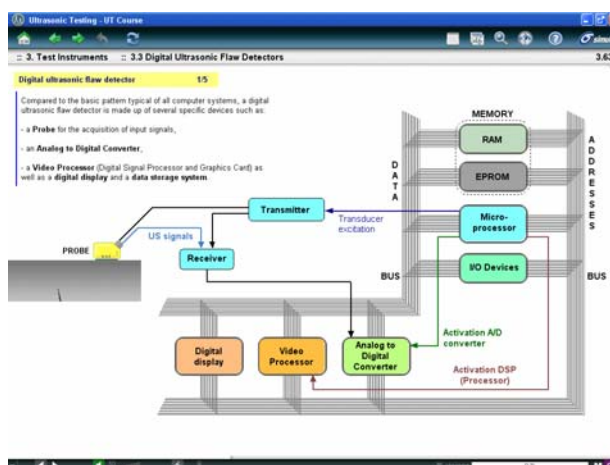 Ultrasonic Testing - UT Course
:: 3. Test Instruments :: 3.3 Digital Ultrasonic Flaw Detectors
Digital ultrasonic flaw detector 1/5
Compared to the basic pattern typical of all computer systems, a digital
ultrasonic flaw detector is made up of several specific devices such as:
- a Probe for the acquisition of input signals,
- an Analog to Digital Converter,
- a Video Processor (Digital Signal Processor and Graphics Card) as
well as a digital display and a data storage system.
MEMORY
RAM
EPROM
DATA
ADDRESSES
Transmitter
Transducer
excitation
Micro-
processor
US signals
PROBE
Receiver
BUS
I/O Devices
BUS
Digital
display
Video
Processor
Analog to
Digital
Converter
Activation A/D
converter
Activation DSP
(Processor)